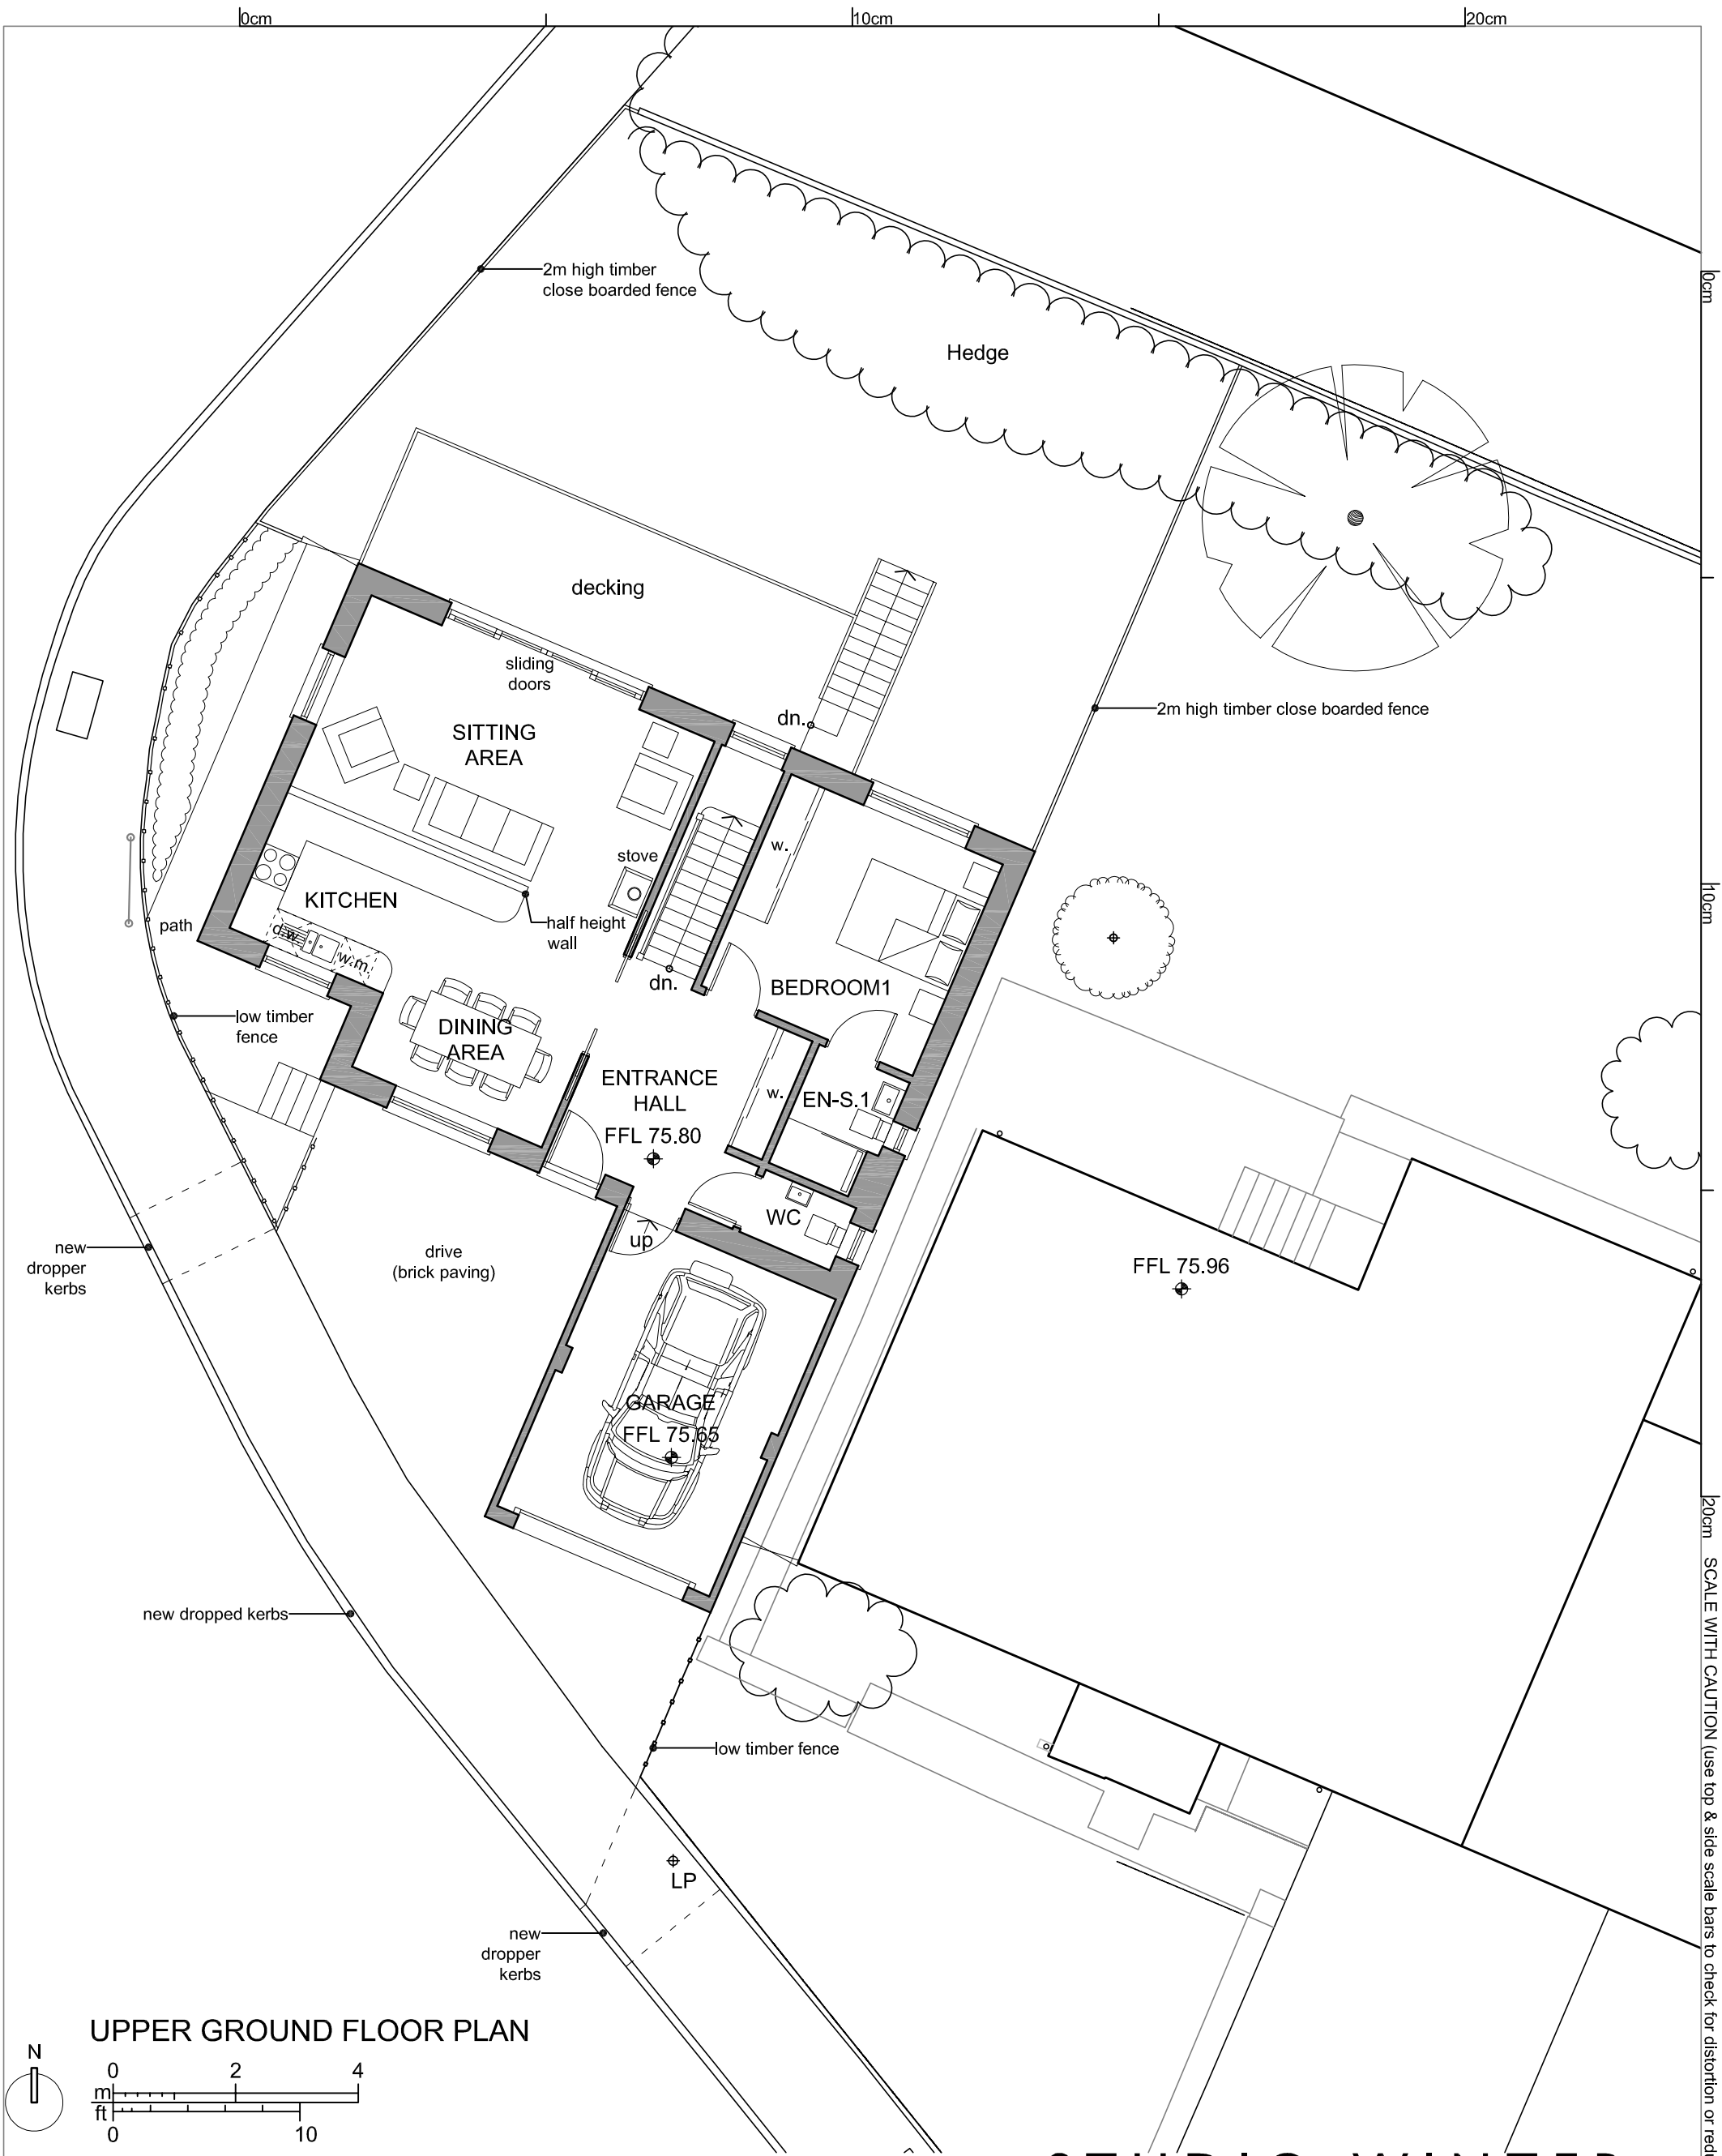 0cm
10cm
20cm
0cm
10cm
20cm
SCALE WITH CAUTION (use top & side scale bars to check for distortion or
2m high timber
close boarded fence
Hedge
decking
sliding
doors
dn.
2m high timber close boarded fence
SITTING
AREA
w.
stove
KITCHEN
half height
wall
path
d.w.
w.m.
dn.
BEDROOM1
low timber
fence
DINING
AREA
ENTRANCE
HALL
FFL 75.80
w.
EN-S.1
WC
up
new
dropper
kerbs
drive
(brick paving)
FFL 75.96
GARAGE
FFL 75.65
new dropped kerbs
low timber fence
LP
new
dropper
kerbs
UPPER GROUND FLOOR PLAN
N
0 2 4
m
ft
0 10